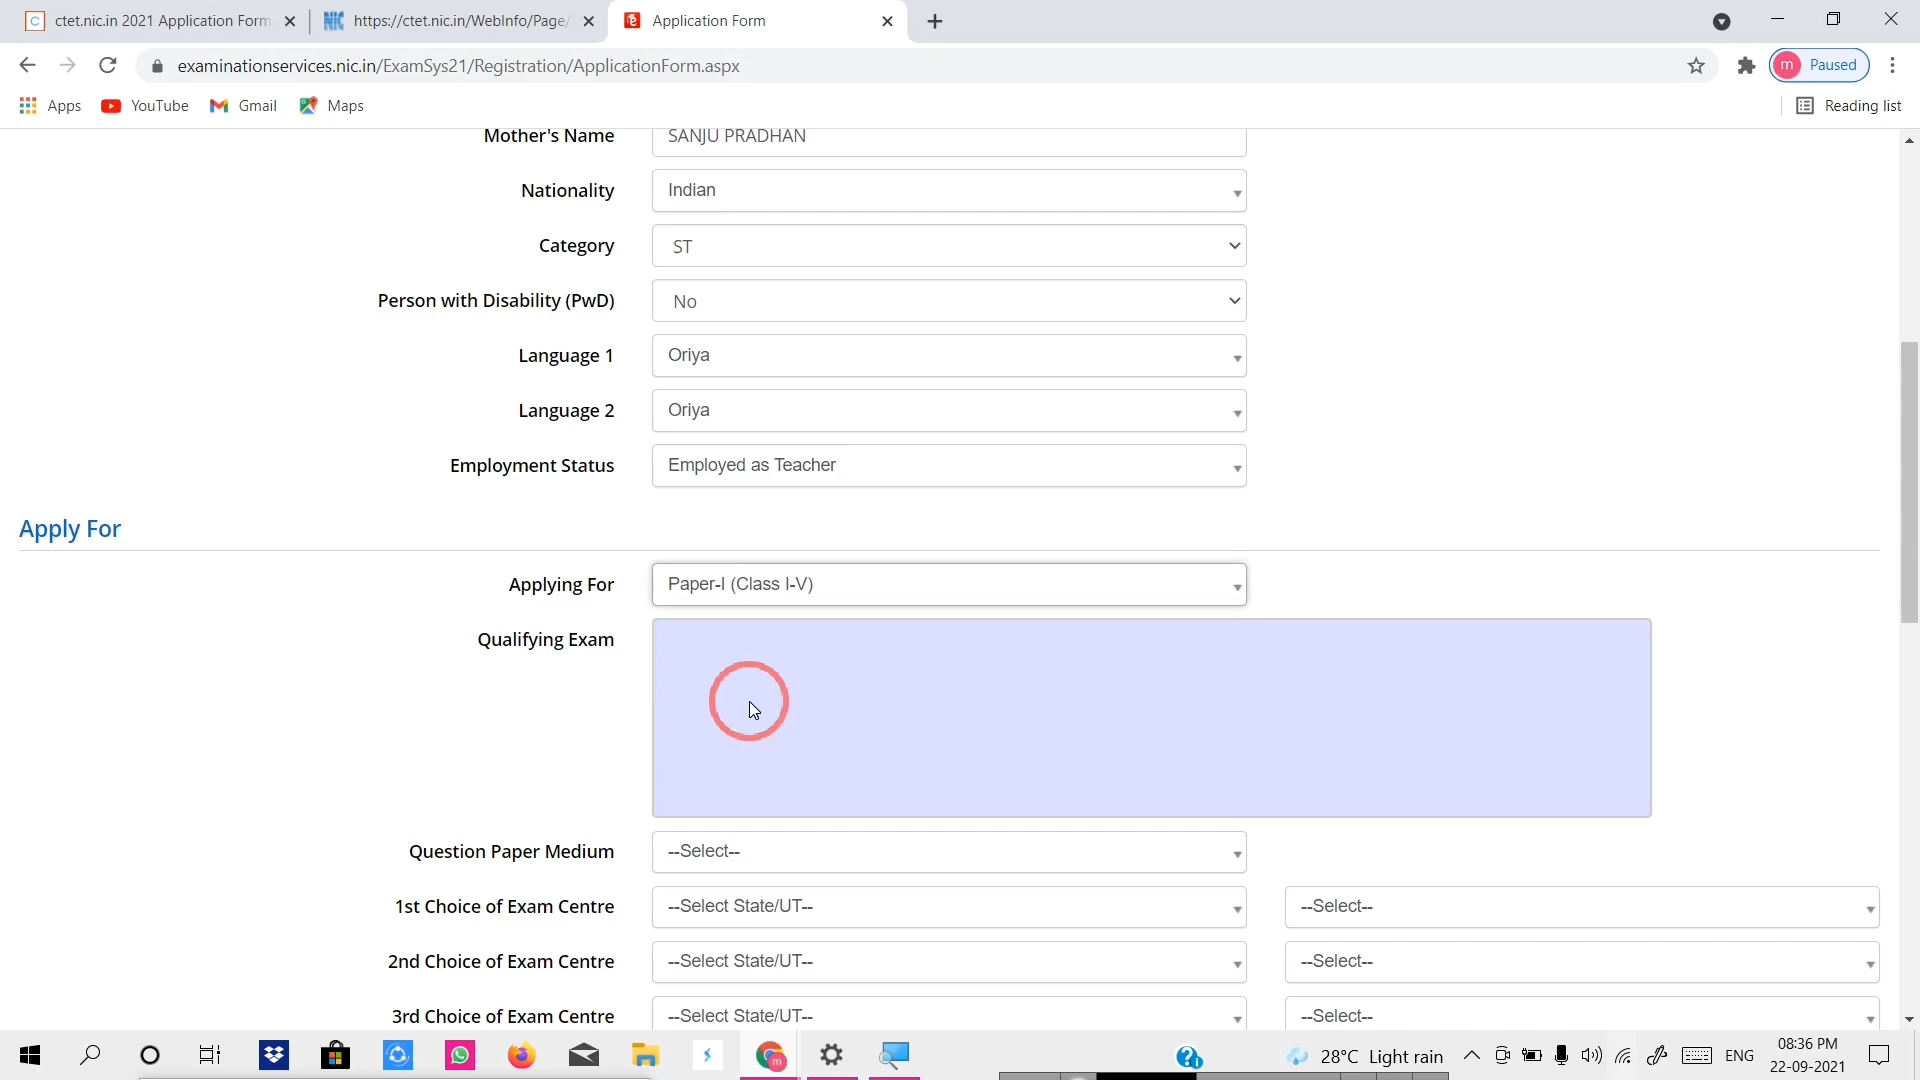 ctet.nic.in 2021 Application Form
https://ctet.nic.in/WebInfo/Page/
Application Form
examinationservices.nic.in/ExamSys21/Registration/ApplicationForm.aspx
m Paused
Apps YouTube Gmail Maps Reading list
Mother's Name SANJU PRADHAN
Nationality Indian
Category ST
Person with Disability (PwD) No
Language 1 Oriya
Language 2 Oriya
Employment Status Employed as Teacher
Apply For
Applying For Paper-I (Class I-V)
Qualifying Exam
Question Paper Medium --Select--
1st Choice of Exam Centre --Select State/UT-- --Select--
2nd Choice of Exam Centre --Select State/UT-- --Select--
3rd Choice of Exam Centre --Select State/UT-- --Select--
28°C Light rain ENG 08:36 PM
22-09-2021